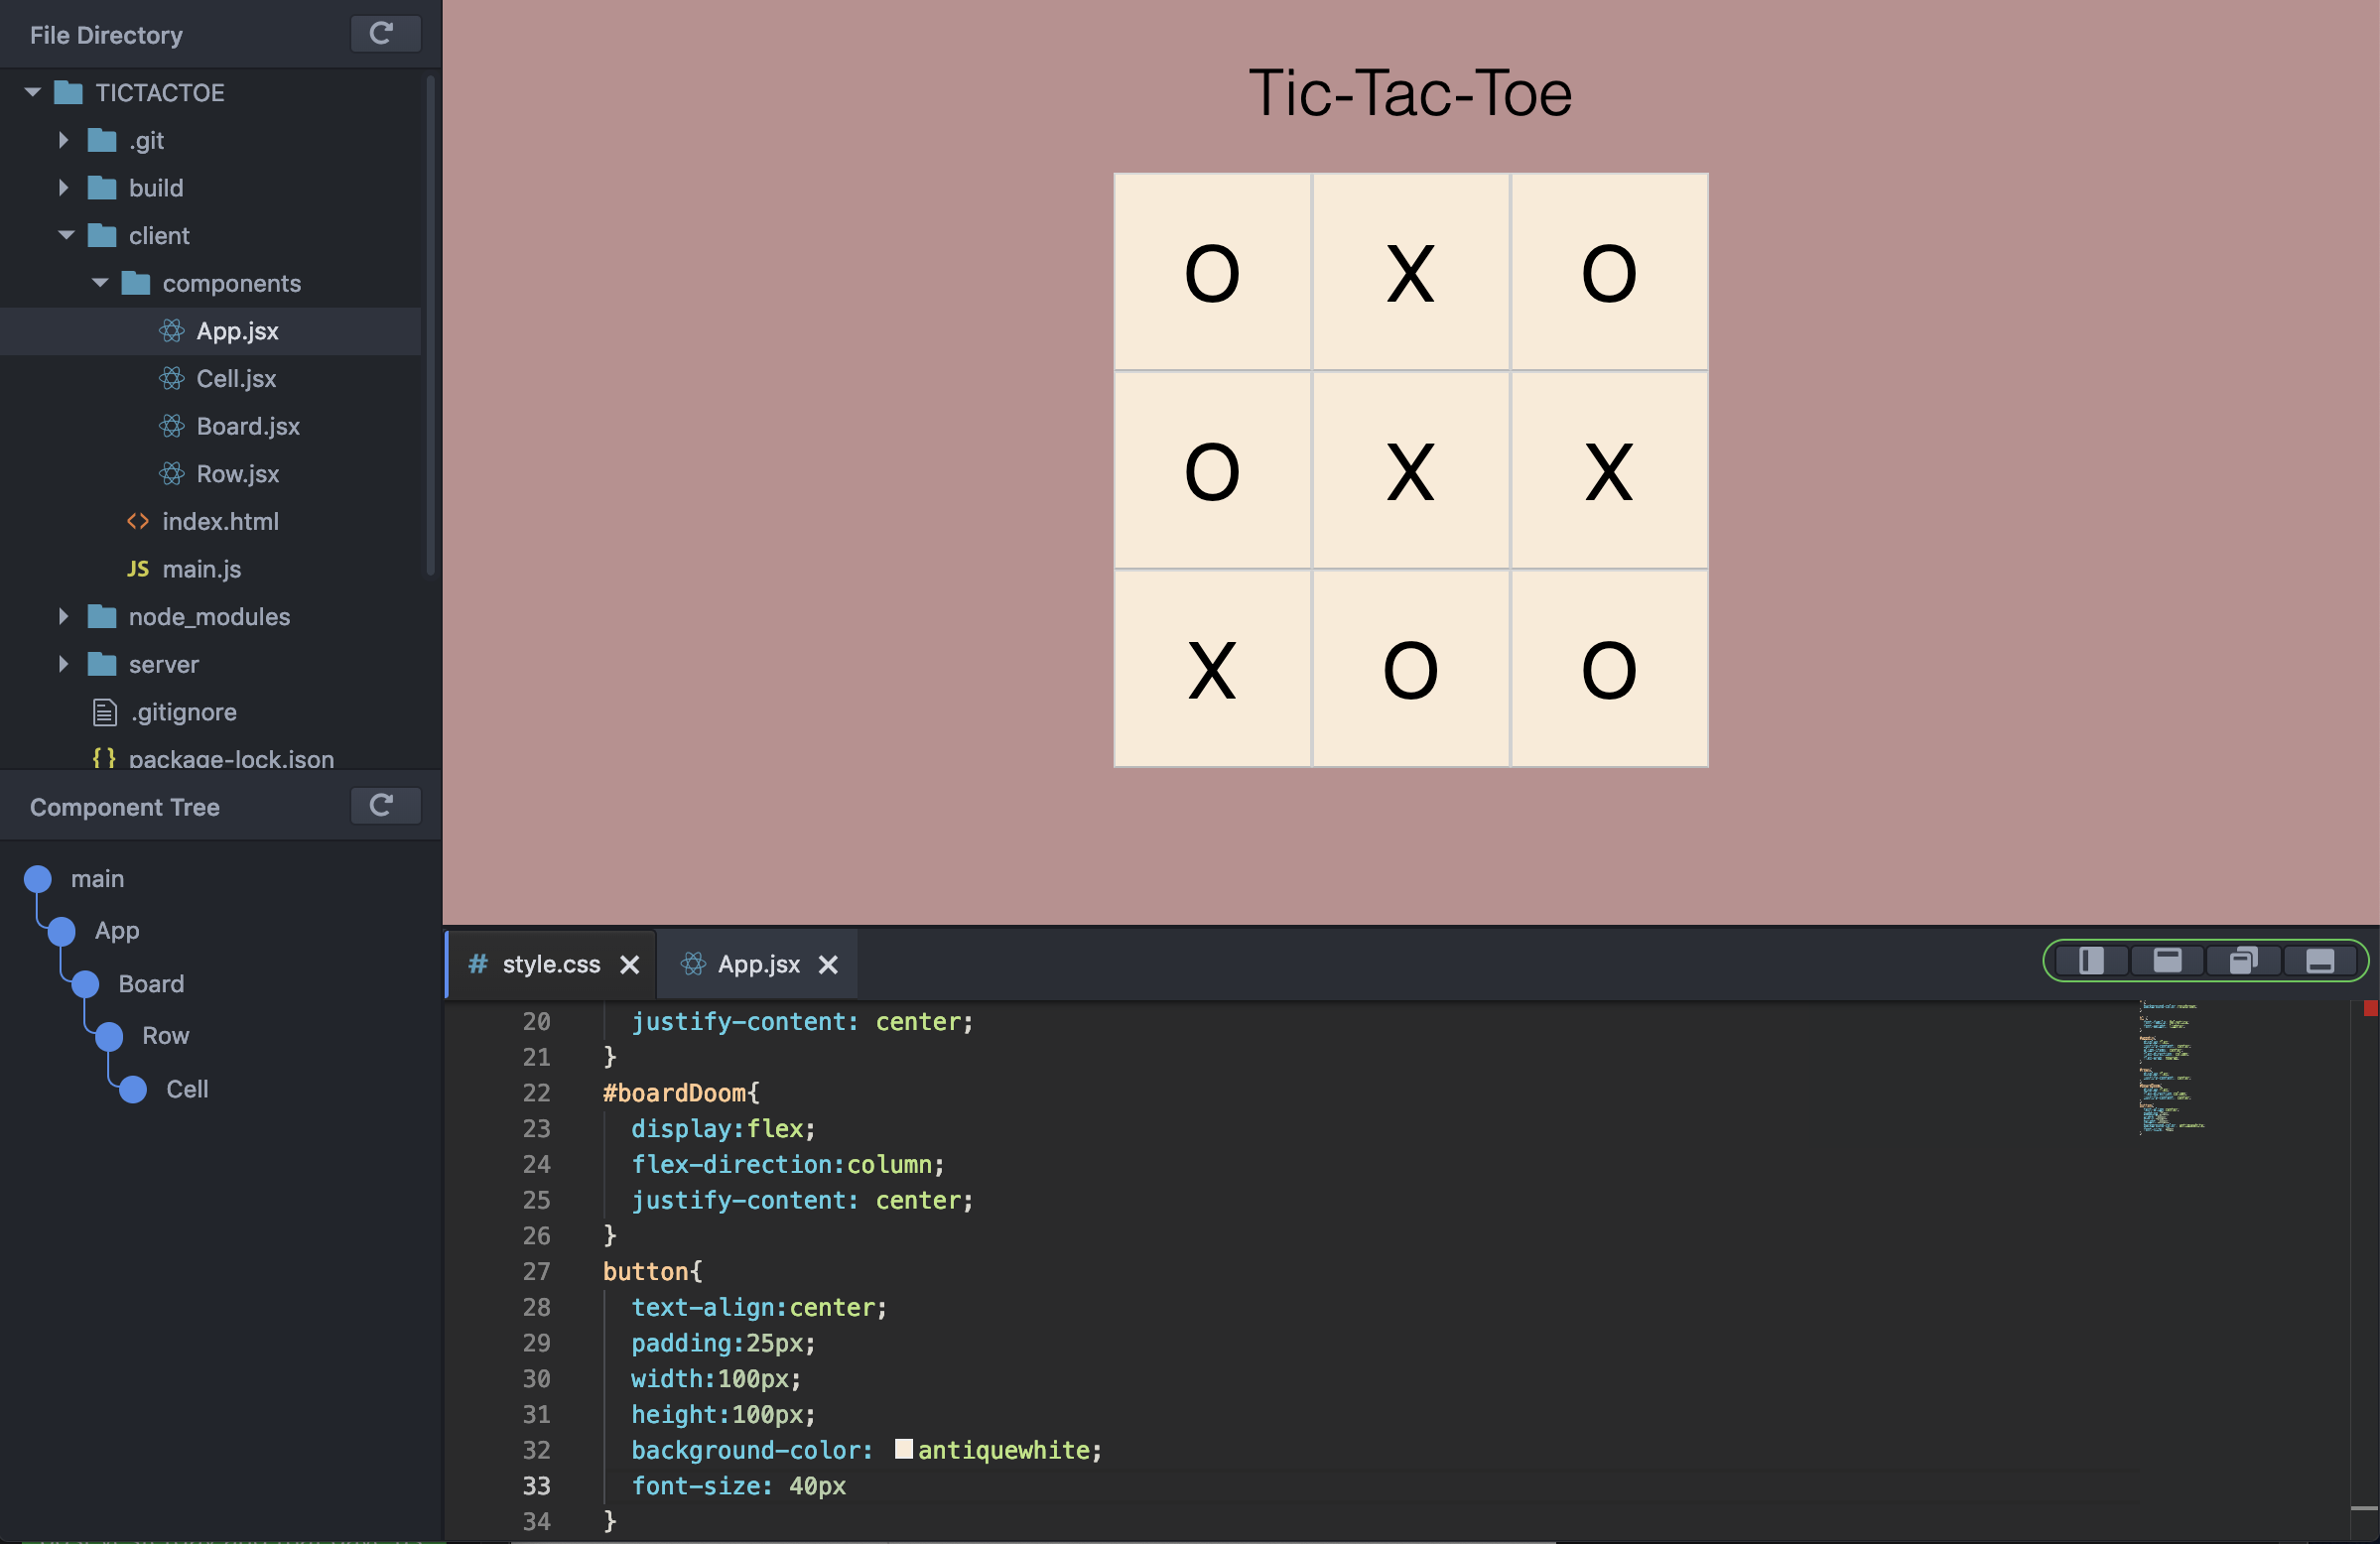 File Directory
TICTACTOE
.git
build
client
components
App.jsx
Cell.jsx
Board.jsx
Row.jsx
index.html
JS main.js
node_modules
server
.gitignore
{} package-lock.json
Component Tree
main
App
Board
Row
Cell
Tic-Tac-Toe
O X O
O X X
X O O
# style.css
App.jsx
20 justify-content: center;
21 }
22 #boardDoom{
23 display:flex;
24 flex-direction:column;
25 justify-content: center;
26 }
27 button{
28 text-align:center;
29 padding:25px;
30 width:100px;
31 height:100px;
32 background-color: antiquewhite;
33 font-size: 40px
34 }